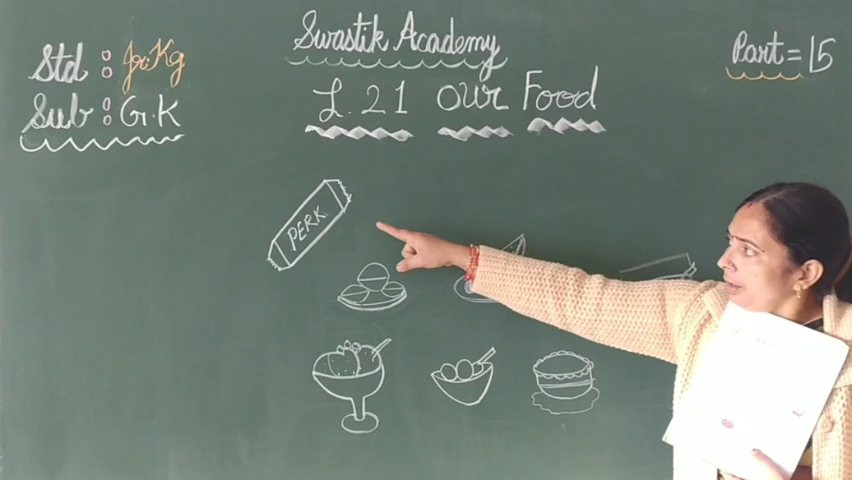 Swastik Academy
Std : Jr. Kg
Part = 15
Sub : G.K
L. 21 our Food
PERK